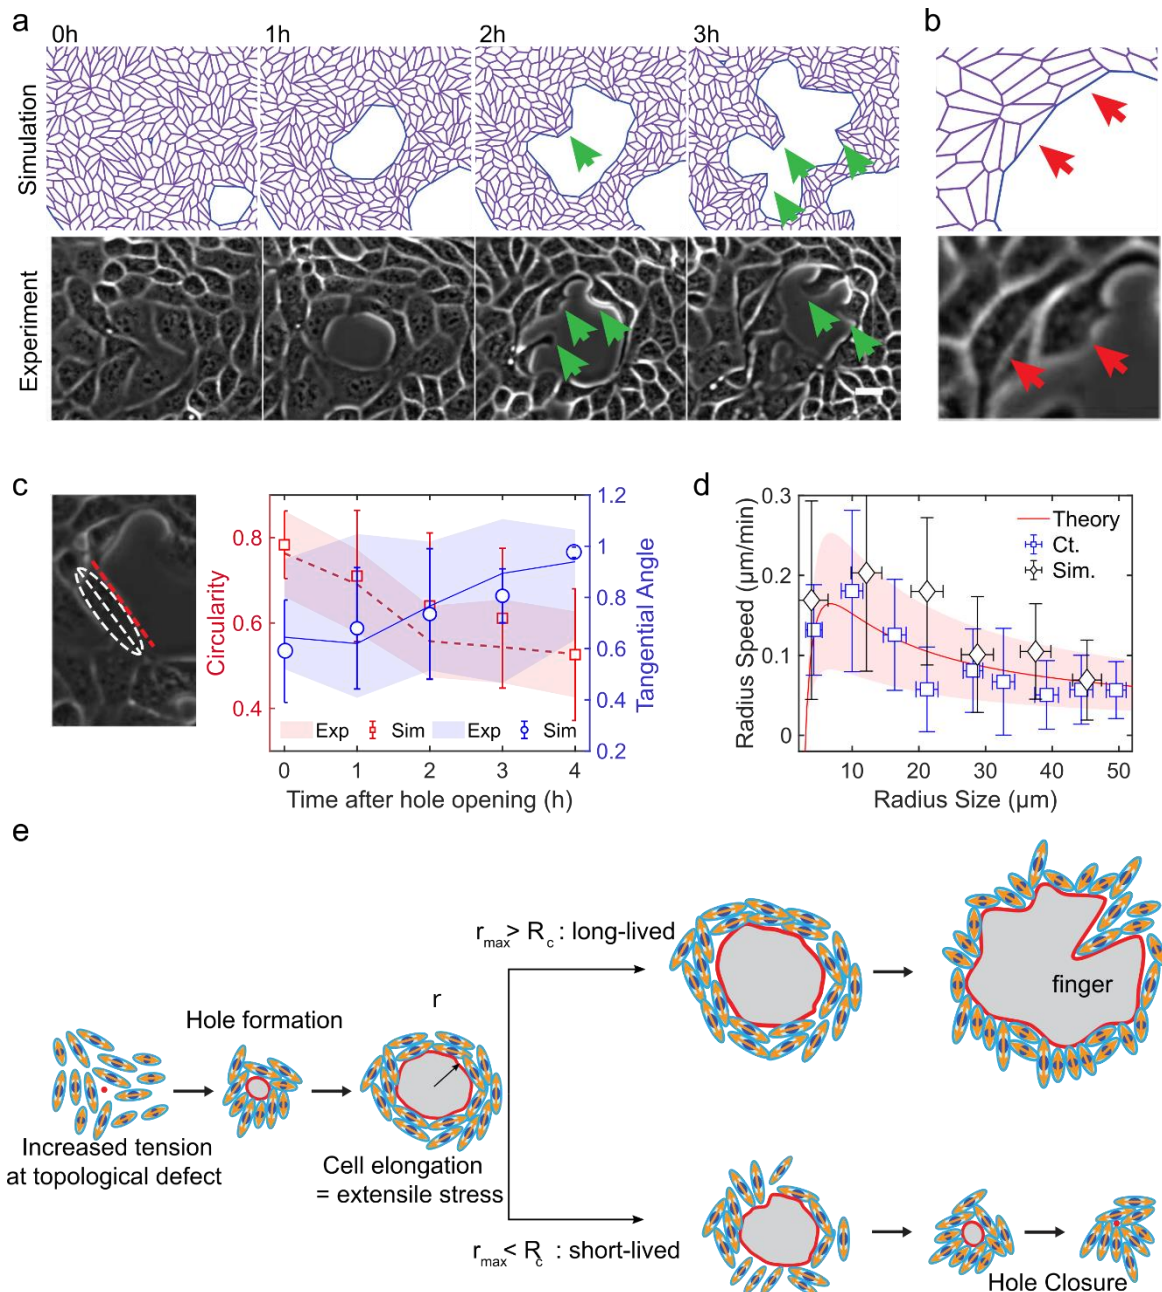 a
b
0h
1h
2h
3h
Simulation
Experiment
c
d
Circularity
0.8
0.6
0.4
1.2
1
0.8
0.6
0.4
0.2
Tangential Angle
Exp
Sim
Exp
Sim
0
1
2
3
4
Time after hole opening (h)
Radius Speed (μm/min)
0.3
0.2
0.1
0
Theory
Ct.
Sim.
10
20
30
40
50
Radius Size (μm)
e
r_max > R_c : long-lived
r
Hole formation
finger
Increased tension
at topological defect
Cell elongation
= extensile stress
r_max < R_c : short-lived
Hole Closure